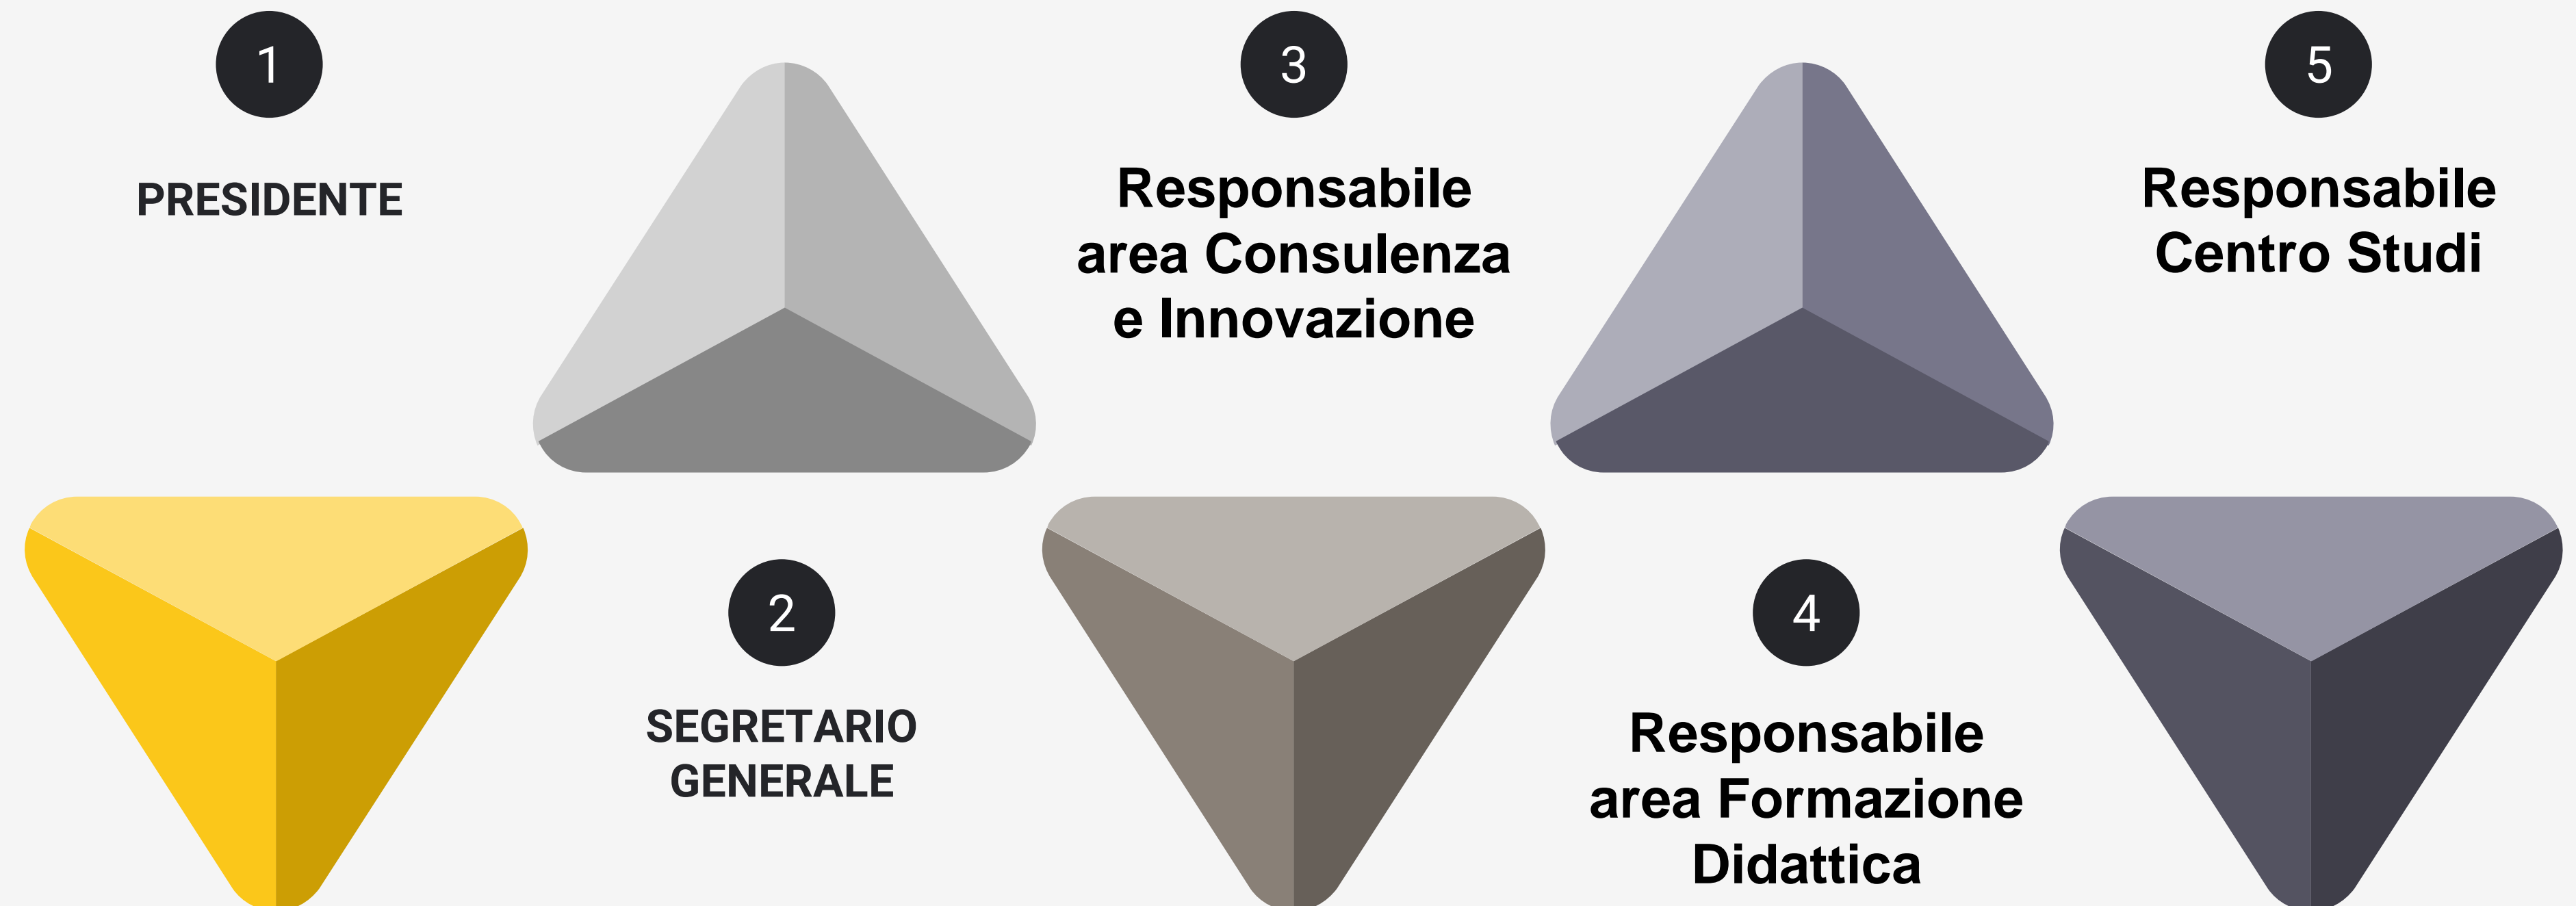 1
PRESIDENTE
2
SEGRETARIO
GENERALE
3
Responsabile
area Consulenza
e Innovazione
4
Responsabile
area Formazione
Didattica
5
Responsabile
Centro Studi